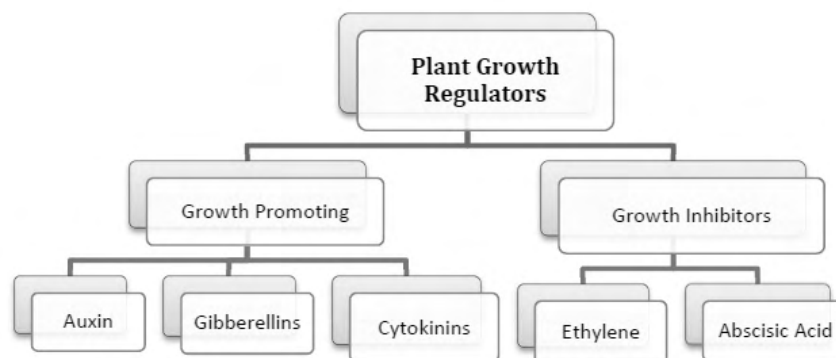 Plant Growth
Regulators
Growth Promoting
Growth Inhibitors
Auxin
Gibberellins
Cytokinins
Ethylene
Abscisic Acid